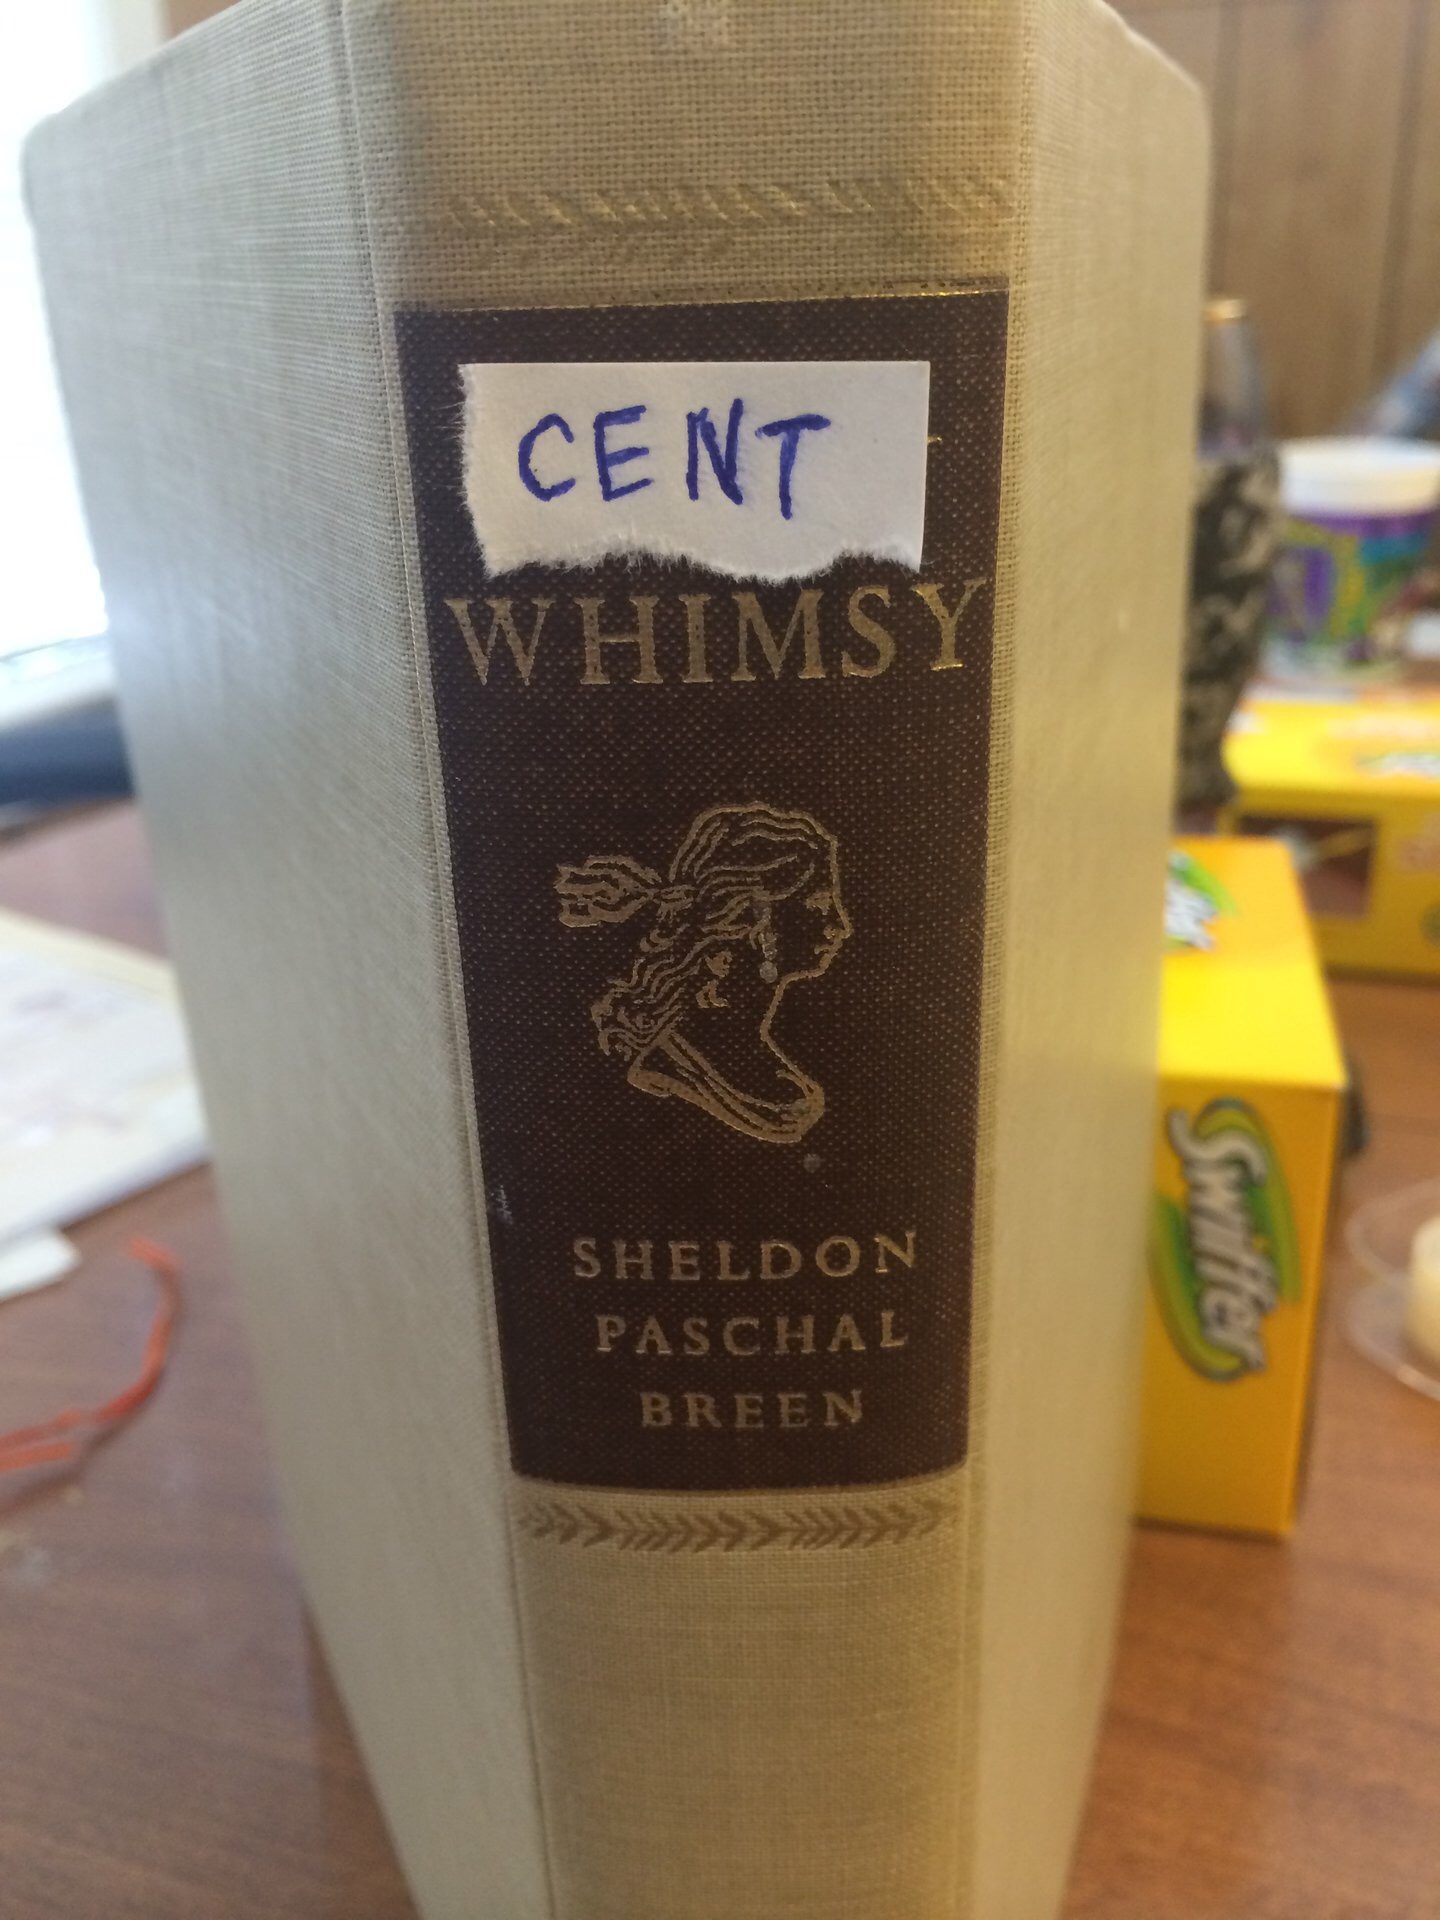 CENT
WHIMSY
SHELDON
PASCHAL
BREEN
Swiffer